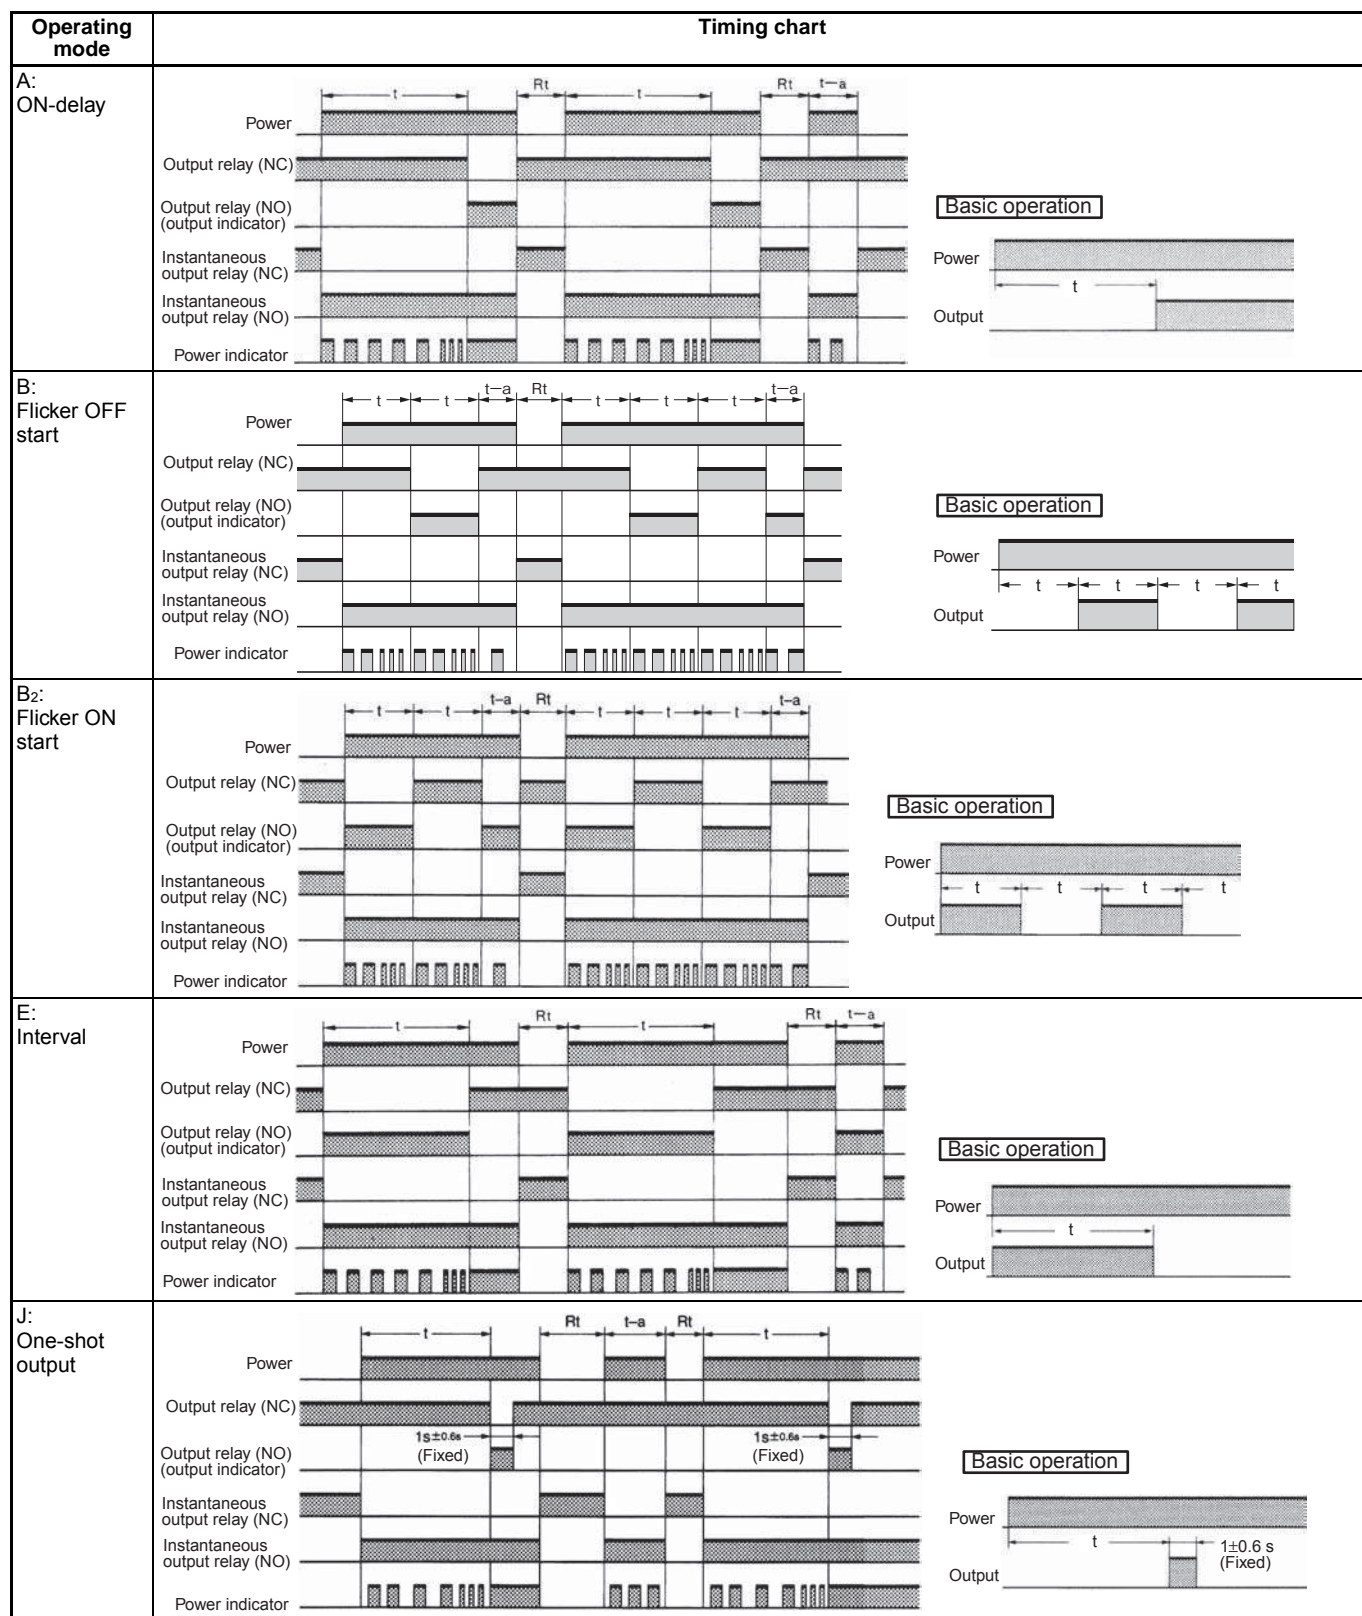 Operating
mode
Timing chart
A:
ON-delay
t
Rt
t
Rt
t–a
Power
Output relay (NC)
Output relay (NO)
(output indicator)
Instantaneous
output relay (NC)
Instantaneous
output relay (NO)
Power indicator
Basic operation
Power
t
Output
B:
Flicker OFF
start
t
t
t–a
Rt
t
t
t
t–a
Power
Output relay (NC)
Output relay (NO)
(output indicator)
Instantaneous
output relay (NC)
Instantaneous
output relay (NO)
Power indicator
Basic operation
Power
t
t
t
t
Output
B2:
Flicker ON
start
t
t
t–a
Rt
t
t
t
t–a
Power
Output relay (NC)
Output relay (NO)
(output indicator)
Instantaneous
output relay (NC)
Instantaneous
output relay (NO)
Power indicator
Basic operation
Power
t
t
t
t
Output
E:
Interval
t
Rt
t
Rt
t–a
Power
Output relay (NC)
Output relay (NO)
(output indicator)
Instantaneous
output relay (NC)
Instantaneous
output relay (NO)
Power indicator
Basic operation
Power
t
Output
J:
One-shot
output
t
Rt
t–a
Rt
t
Power
Output relay (NC)
1s±0.6s
(Fixed)
1s±0.6s
(Fixed)
Output relay (NO)
(output indicator)
Instantaneous
output relay (NC)
Instantaneous
output relay (NO)
Power indicator
Basic operation
Power
t
1±0.6 s
(Fixed)
Output